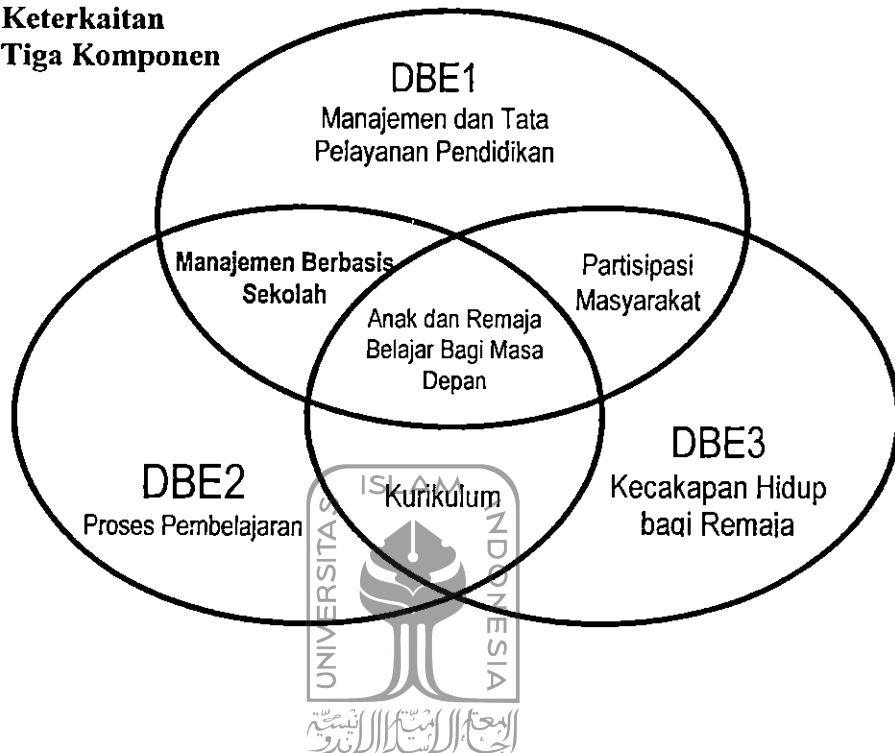 Keterkaitan
Tiga Komponen
DBE1
Manajemen dan Tata
Pelayanan Pendidikan
Manajemen Berbasis
Sekolah
Partisipasi
Masyarakat
Anak dan Remaja
Belajar Bagi Masa
Depan
DBE2
Proses Pembelajaran
DBE3
Kecakapan Hidup
bagi Remaja
Kurikulum
ISLAM
UNIVERSITAS
INDONESIA